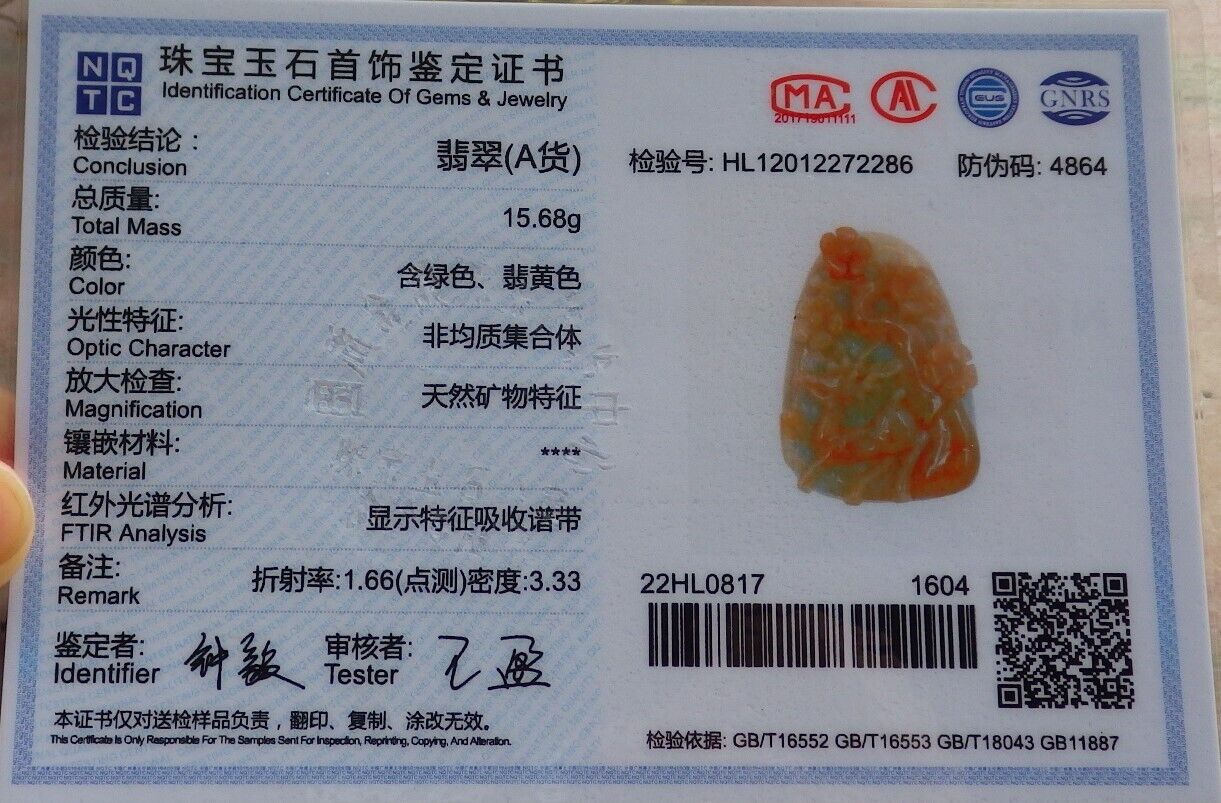 NQ
TC
珠宝玉石首饰鉴定证书
Identification Certificate Of Gems & Jewelry
检验结论：
Conclusion
翡翠(A货)
总质量:
Total Mass
15.68g
颜色:
Color
含绿色、翡黄色
光性特征:
Optic Character
非均质集合体
放大检查:
Magnification
天然矿物特征
镶嵌材料:
Material
****
红外光谱分析:
FTIR Analysis
显示特征吸收谱带
备注:
Remark
折射率:1.66(点测)密度:3.33
鉴定者:
Identifier
钟敏
审核者:
Tester
王盈
本证书仅对送检样品负责，翻印、复制、涂改无效。
This Certificate Is Only Responsible For The Samples Sent For Inspection, Reprinting, Copying, And Alteration.
MA
201719011111
CUS
GNRS
检验号: HL12012272286
防伪码: 4864
22HL0817
1604
检验依据: GB/T16552 GB/T16553 GB/T18043 GB11887